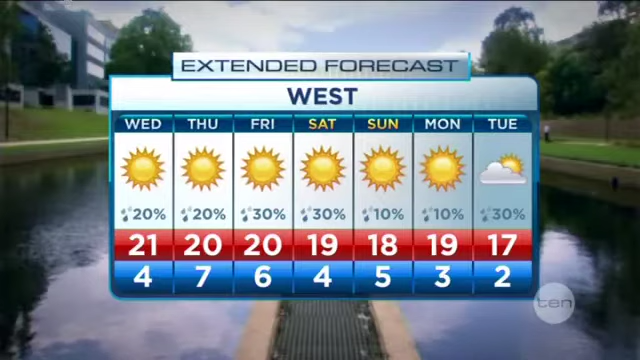 EXTENDED FORECAST
WEST
WED THU FRI SAT SUN MON TUE
20% 20% 30% 30% 10% 10% 30%
21 20 20 19 18 19 17
4 7 6 4 5 3 2
ten